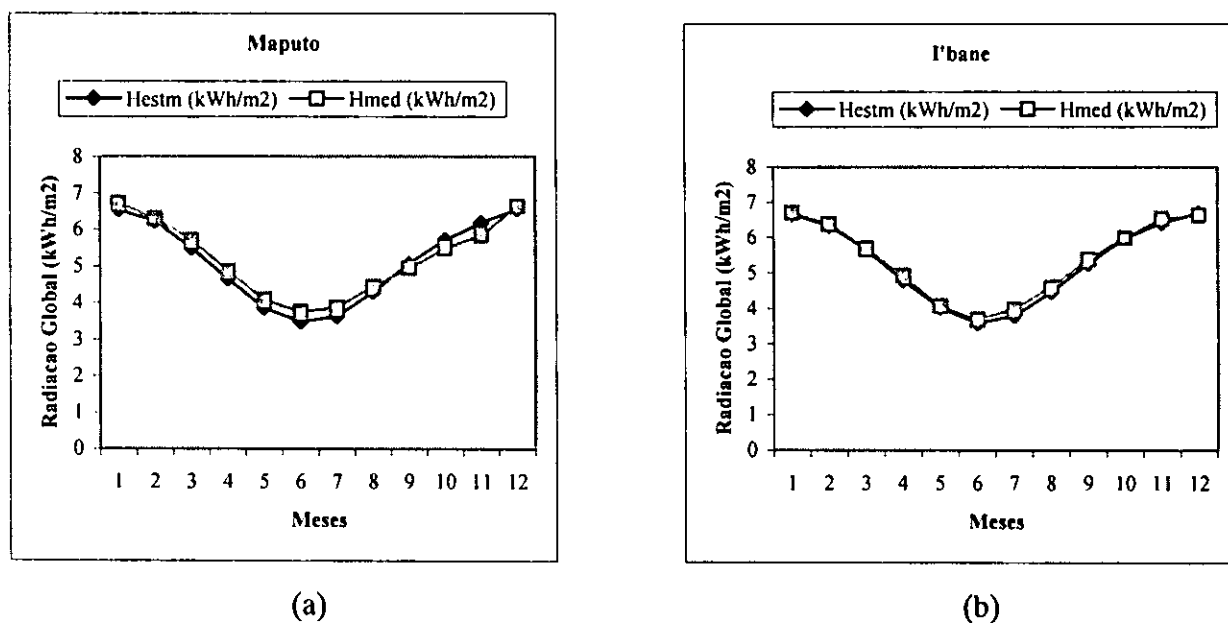 Maputo
Hestm (kWh/m2) Hmed (kWh/m2)
Radiacao Global (kWh/m2)
8
7
6
5
4
3
2
1
0
1 2 3 4 5 6 7 8 9 10 11 12
Meses
(a)
I'bane
Hestm (kWh/m2) Hmed (kWh/m2)
Radiacao Global (kWh/m2)
8
7
6
5
4
3
2
1
0
1 2 3 4 5 6 7 8 9 10 11 12
Meses
(b)